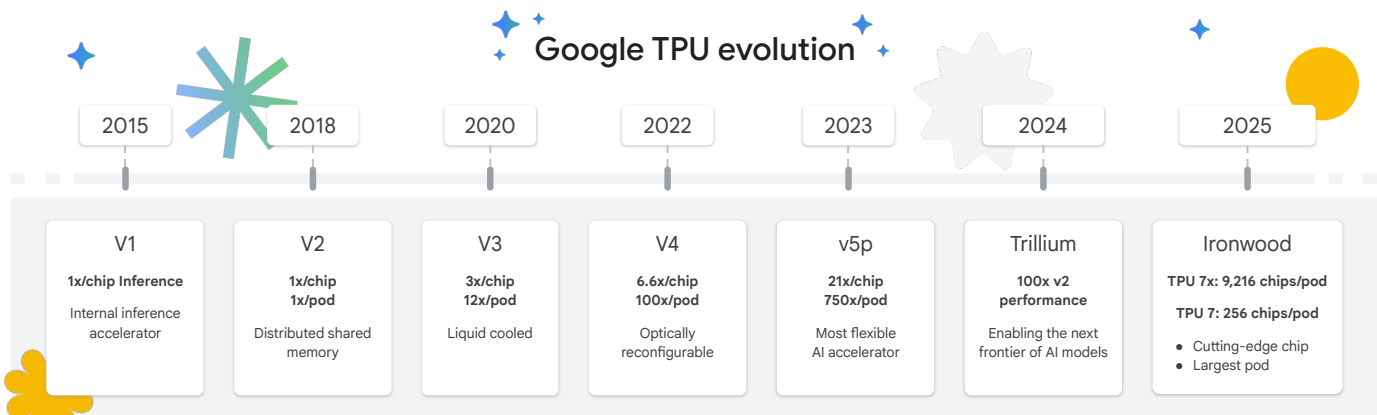 Google TPU evolution
2015
2018
2020
2022
2023
2024
2025
V1
1x/chip Inference
Internal inference
accelerator
V2
1x/chip
1x/pod
Distributed shared
memory
V3
3x/chip
12x/pod
Liquid cooled
V4
6.6x/chip
100x/pod
Optically
reconfigurable
v5p
21x/chip
750x/pod
Most flexible
AI accelerator
Trillium
100x v2
performance
Enabling the next
frontier of AI models
Ironwood
TPU 7x: 9,216 chips/pod
TPU 7: 256 chips/pod
● Cutting-edge chip
● Largest pod